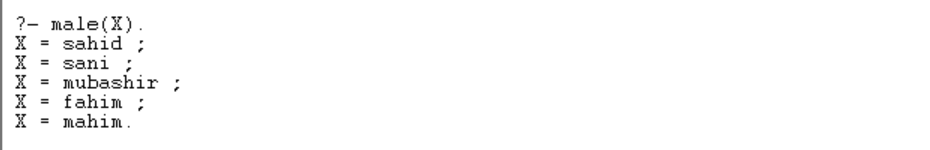 ?- male(X).
X = sahid ;
X = sani ;
X = mubashir ;
X = fahim ;
X = mahim.